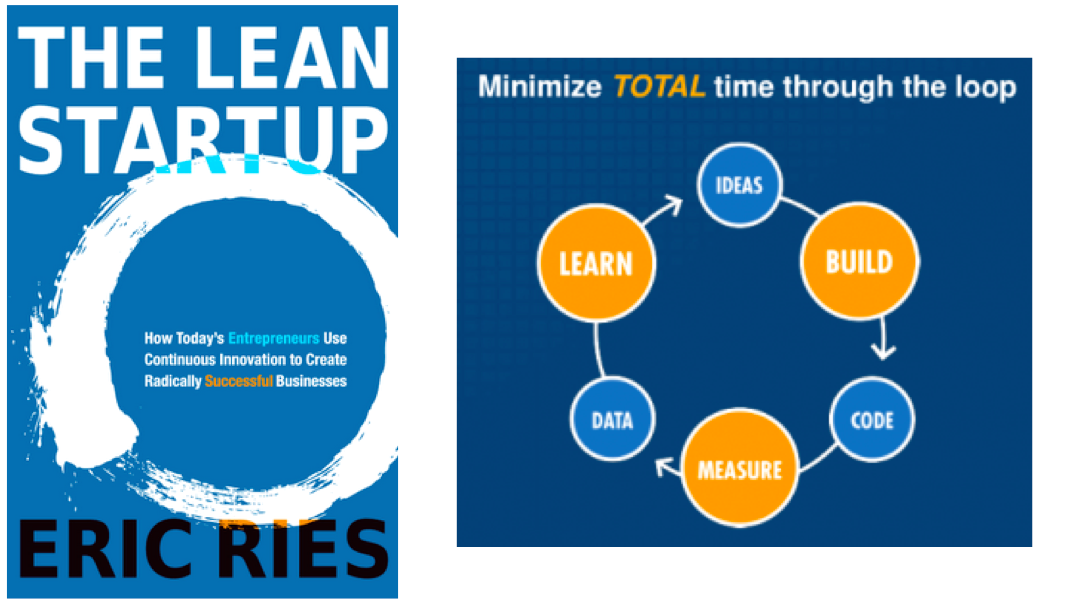 THE LEAN
STARTUP
How Today's Entrepreneurs Use
Continuous Innovation to Create
Radically Successful Businesses
ERIC RIES
Minimize TOTAL time through the loop
IDEAS
BUILD
CODE
MEASURE
DATA
LEARN